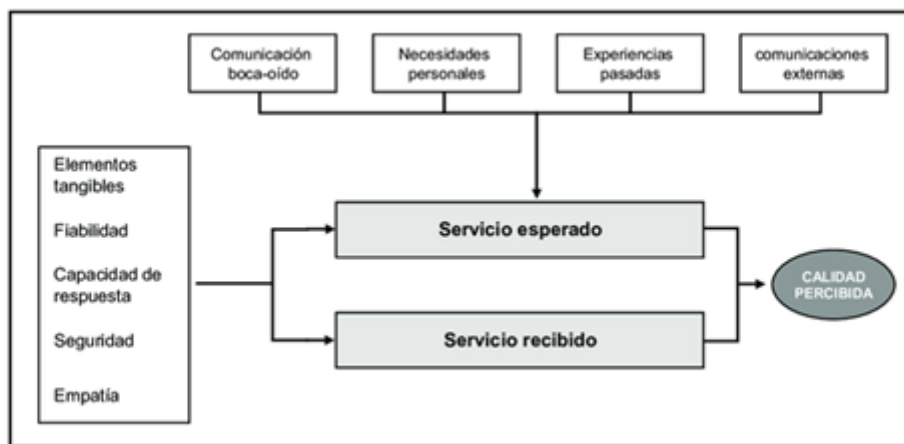 Comunicación
boca-oído
Necesidades
personales
Experiencias
pasadas
comunicaciones
externas
Elementos
tangibles
Fiabilidad
Capacidad de
respuesta
Seguridad
Empatía
Servicio esperado
Servicio recibido
CALIDAD
PERCIBIDA